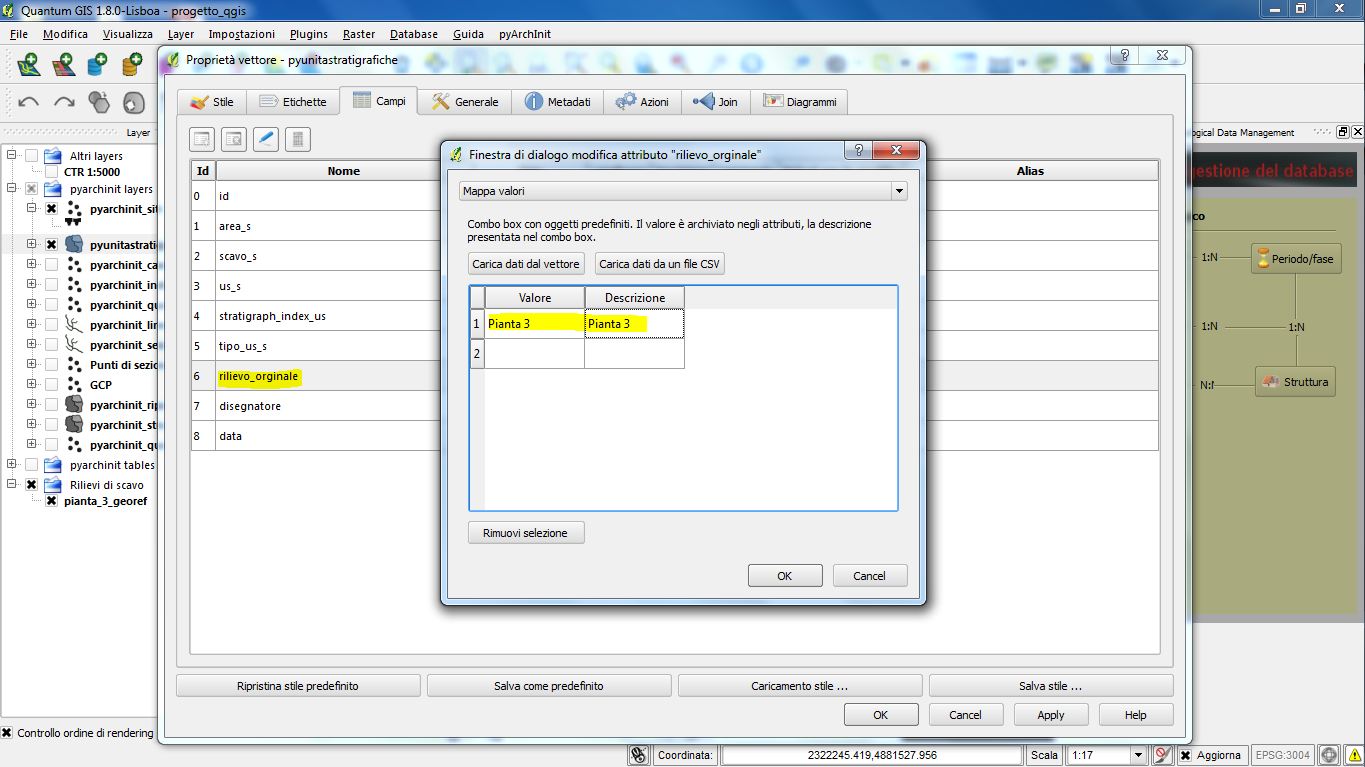 Quantum GIS 1.8.0-Lisboa - progetto_qgis
File Modifica Visualizza Layer Impostazioni Plugins Raster Database Guida pyArchInit
Proprietà vettore - pyunitastratigrafiche
Stile Etichette Campi Generale Metadati Azioni Join Diagrammi
Layer
Altri layers
CTR 1:5000
pyarchinit layers
pyarchinit_sit
pyunitastratig
pyarchinit_ca
pyarchinit_in
pyarchinit_qu
pyarchinit_lin
pyarchinit_se
Punti di sezio
GCP
pyarchinit_rip
pyarchinit_st
pyarchinit_qu
pyarchinit tables
Rilievi di scavo
pianta_3_georef
Controllo ordine di rendering
Id Nome Alias
0 id
1 area_s
2 scavo_s
3 us_s
4 stratigraph_index_us
5 tipo_us_s
6 rilievo_orginale
7 disegnatore
8 data
Finestra di dialogo modifica attributo "rilievo_orginale"
Mappa valori
Combo box con oggetti predefiniti. Il valore è archiviato negli attributi, la descrizione
presentata nel combo box.
Carica dati dal vettore Carica dati da un file CSV
Valore Descrizione
1 Pianta 3 Pianta 3
2
Rimuovi selezione
OK Cancel
Ripristina stile predefinito Salva come predefinito Caricamento stile ... Salva stile ...
OK Cancel Apply Help
ogical Data Management
estione del database
co
1:N Periodo/fase
1:N 1:N
N:N Struttura
Coordinata: 2322245.419,4881527.956 Scala 1:17 Aggiorna EPSG:3004